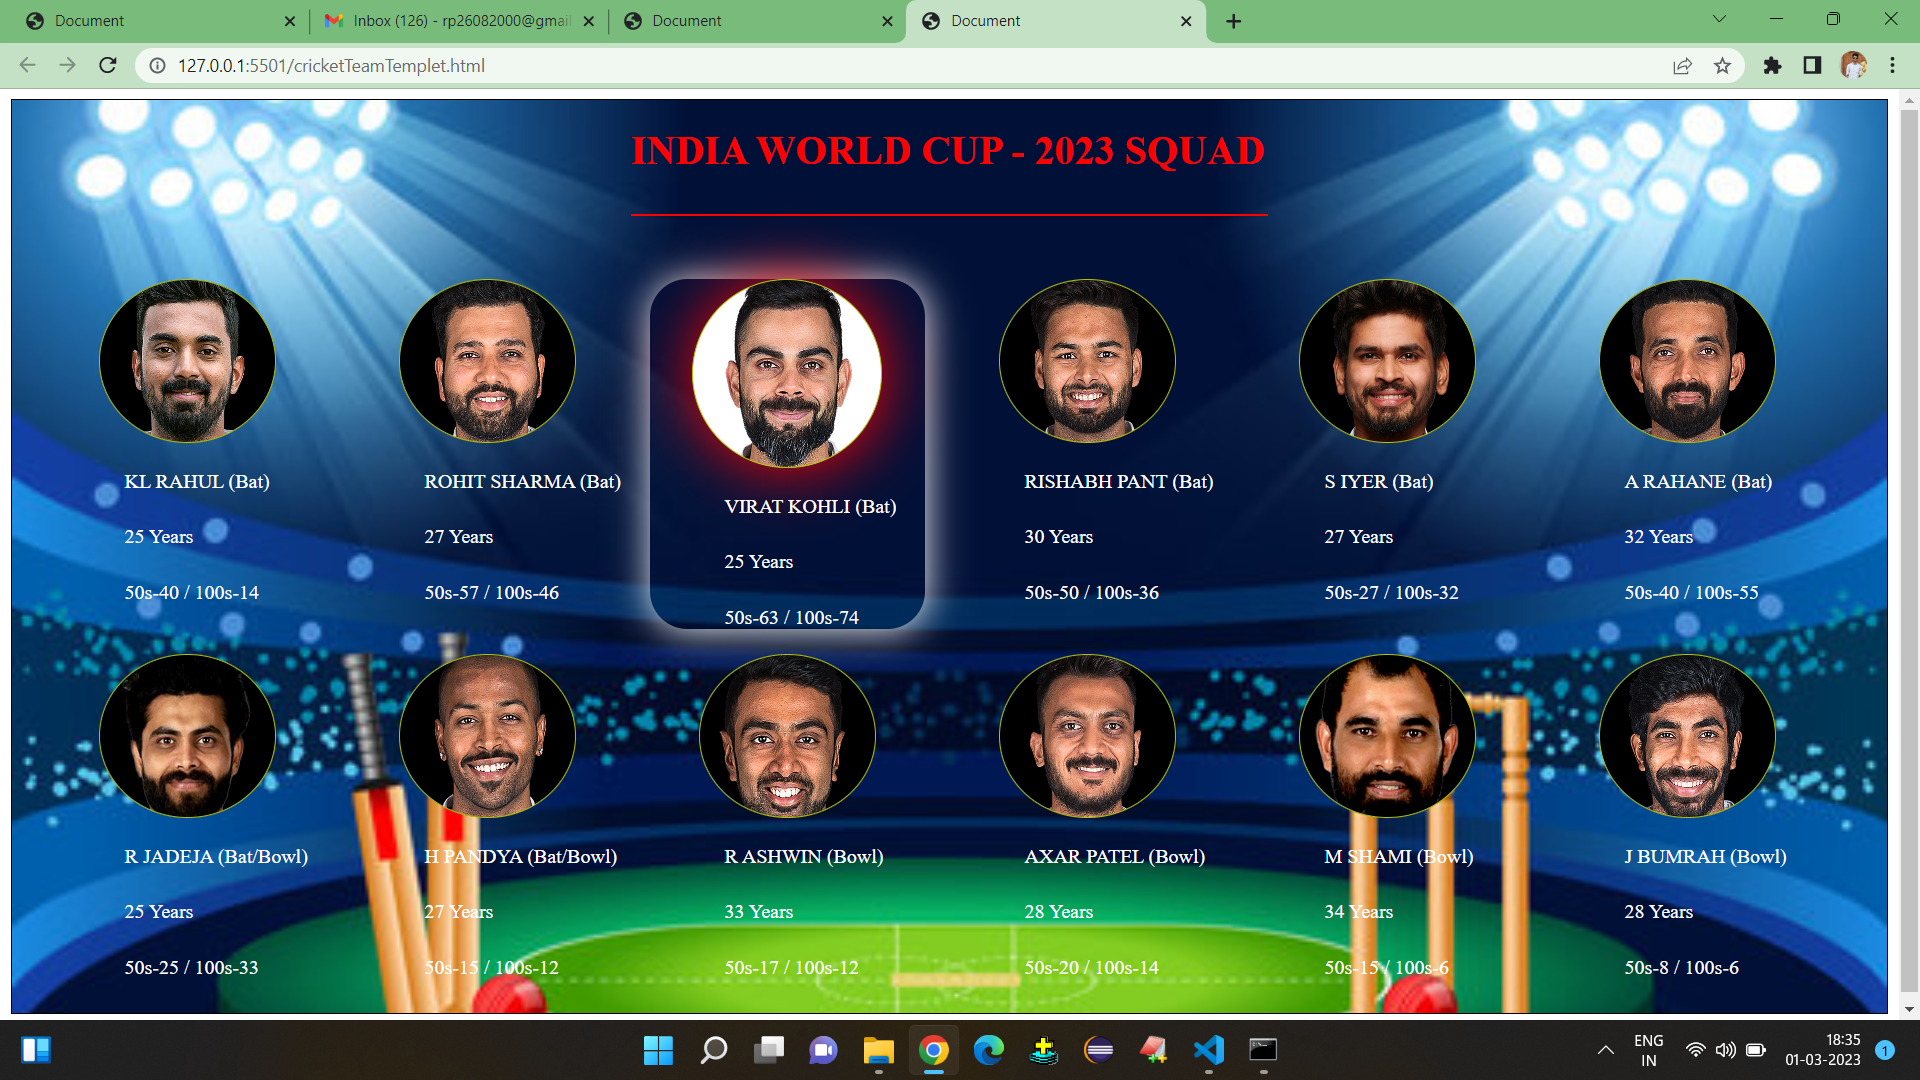 Document
Inbox (126) - rp26082000@gmai
Document
Document
127.0.0.1:5501/cricketTeamTemplet.html
INDIA WORLD CUP - 2023 SQUAD
KL RAHUL (Bat)
25 Years
50s-40 / 100s-14
ROHIT SHARMA (Bat)
27 Years
50s-57 / 100s-46
VIRAT KOHLI (Bat)
25 Years
50s-63 / 100s-74
RISHABH PANT (Bat)
30 Years
50s-50 / 100s-36
S IYER (Bat)
27 Years
50s-27 / 100s-32
A RAHANE (Bat)
32 Years
50s-40 / 100s-55
R JADEJA (Bat/Bowl)
25 Years
50s-25 / 100s-33
H PANDYA (Bat/Bowl)
27 Years
50s-15 / 100s-12
R ASHWIN (Bowl)
33 Years
50s-17 / 100s-12
AXAR PATEL (Bowl)
28 Years
50s-20 / 100s-14
M SHAMI (Bowl)
34 Years
50s-15 / 100s-6
J BUMRAH (Bowl)
28 Years
50s-8 / 100s-6
ENG
IN
18:35
01-03-2023
1